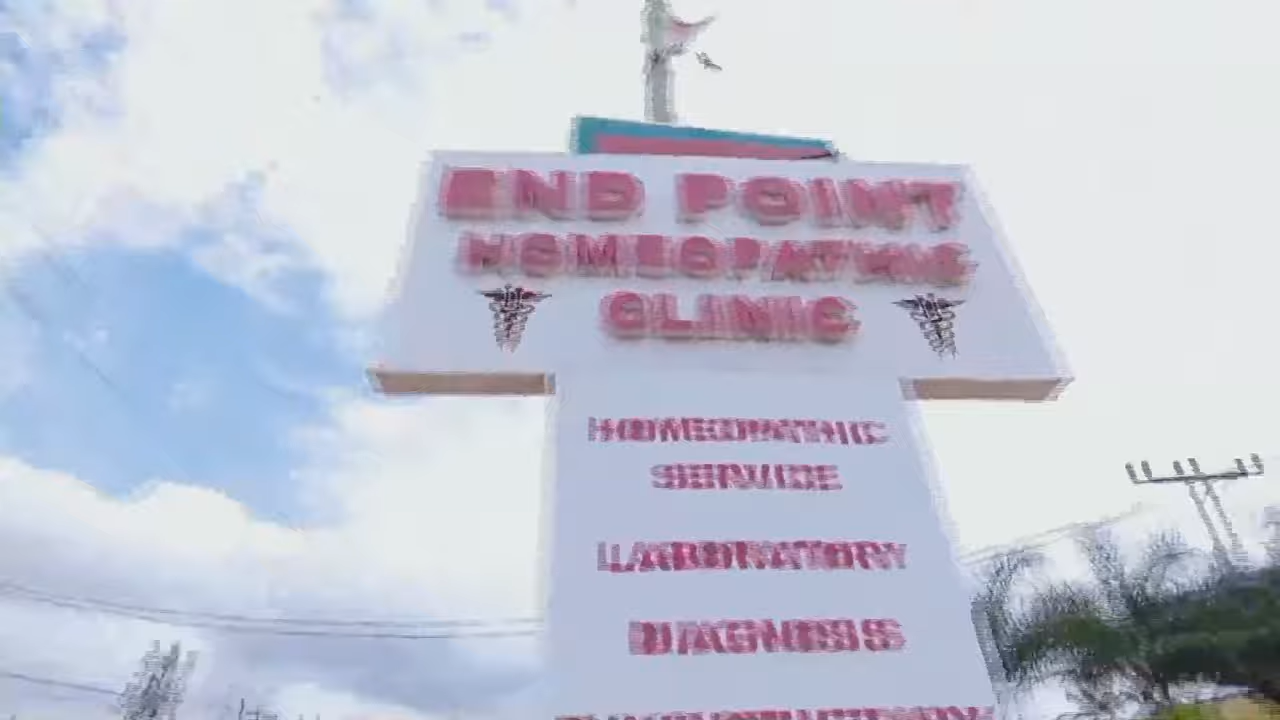 END POINT
HOMEOPATHIC
CLINIC
HOMEOPATHIC
SERVICE
LABORATORY
DIAGNOSIS